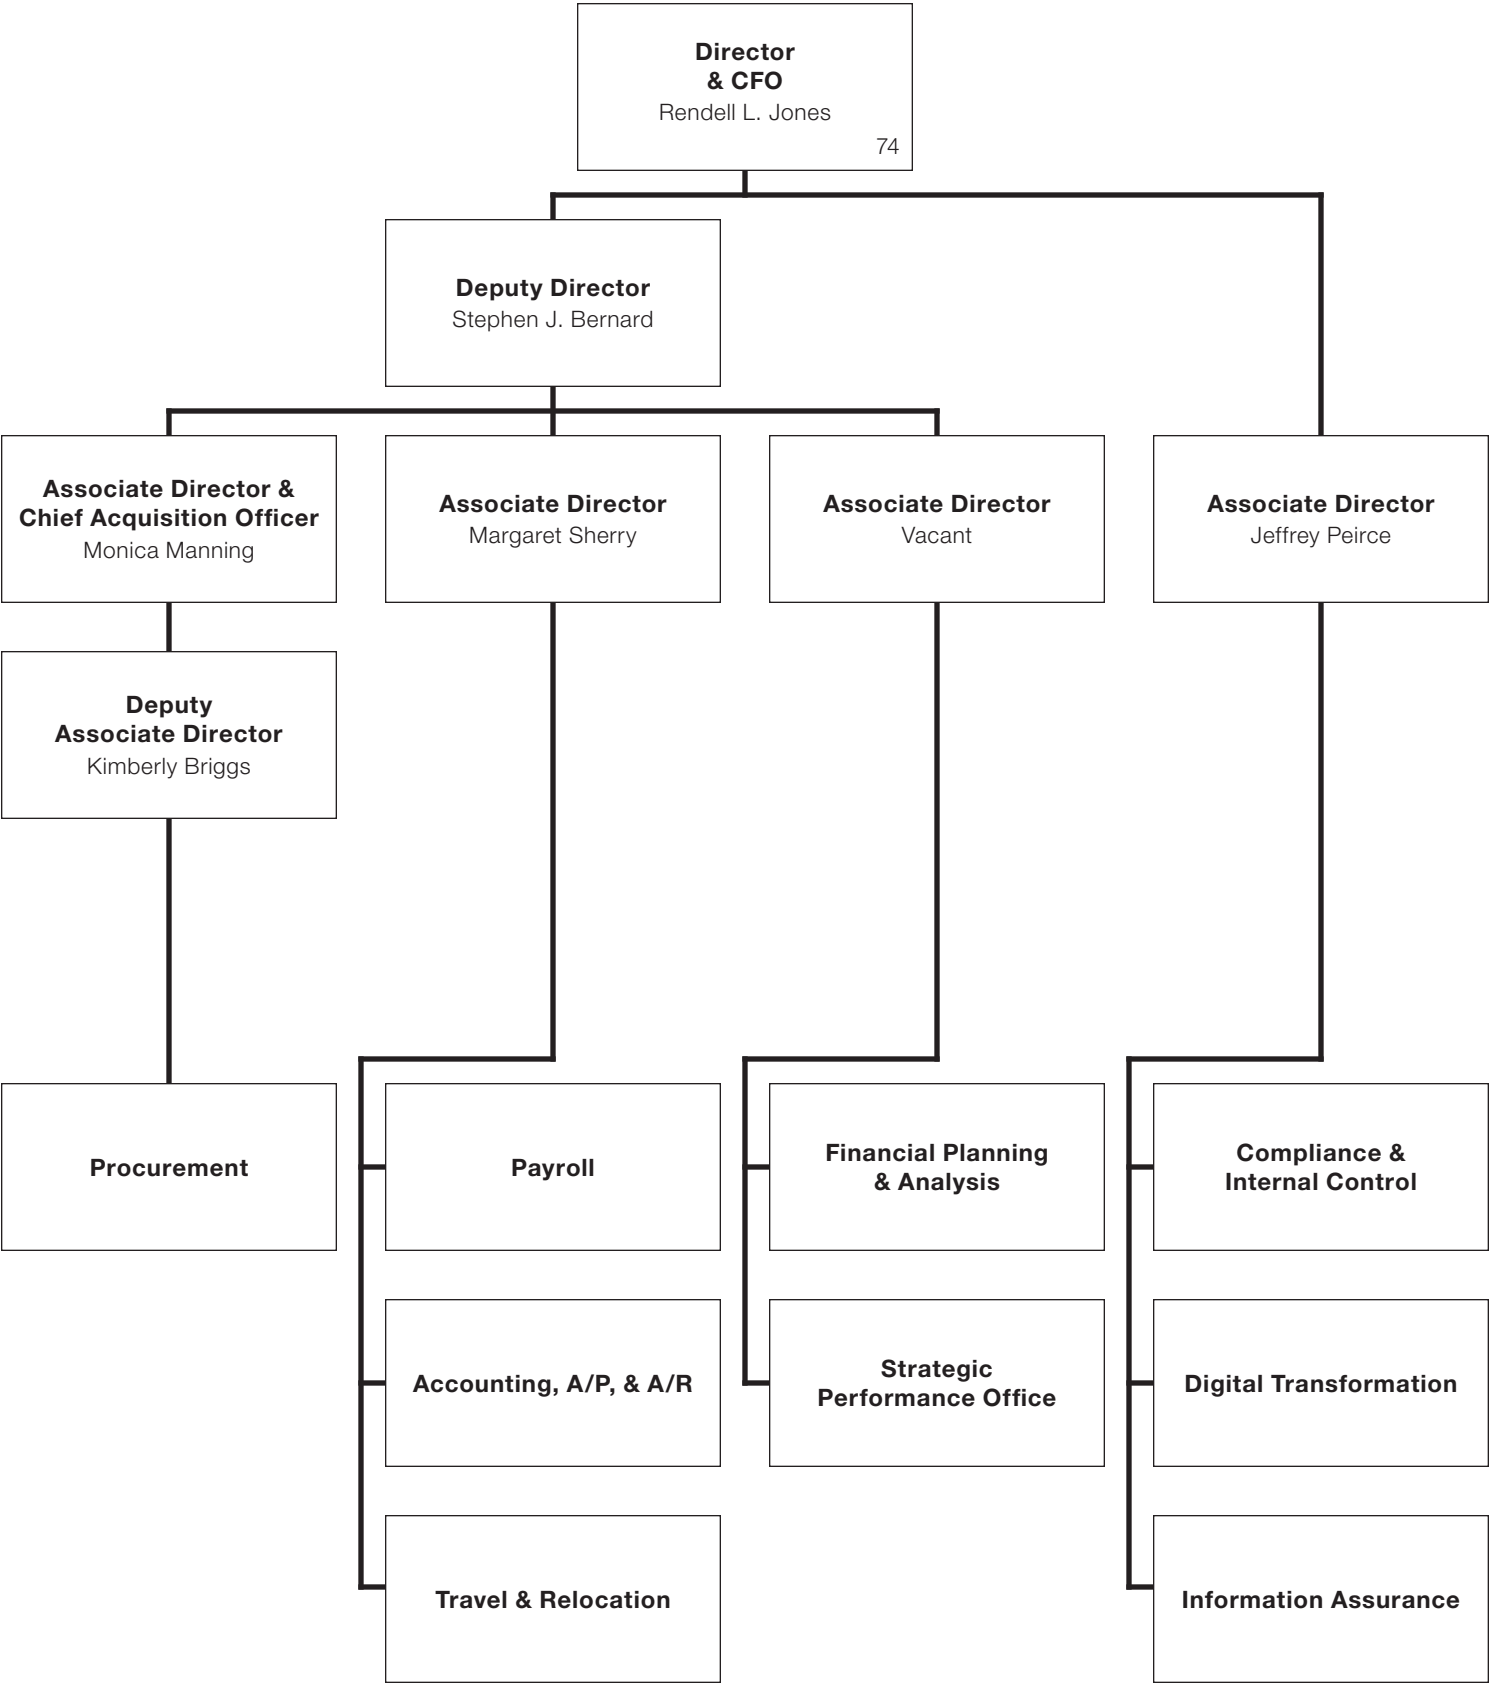 Director
& CFO
Rendell L. Jones
74
Deputy Director
Stephen J. Bernard
Associate Director &
Chief Acquisition Officer
Monica Manning
Associate Director
Margaret Sherry
Associate Director
Vacant
Associate Director
Jeffrey Peirce
Deputy
Associate Director
Kimberly Briggs
Procurement
Payroll
Financial Planning
& Analysis
Compliance &
Internal Control
Accounting, A/P, & A/R
Strategic
Performance Office
Digital Transformation
Travel & Relocation
Information Assurance